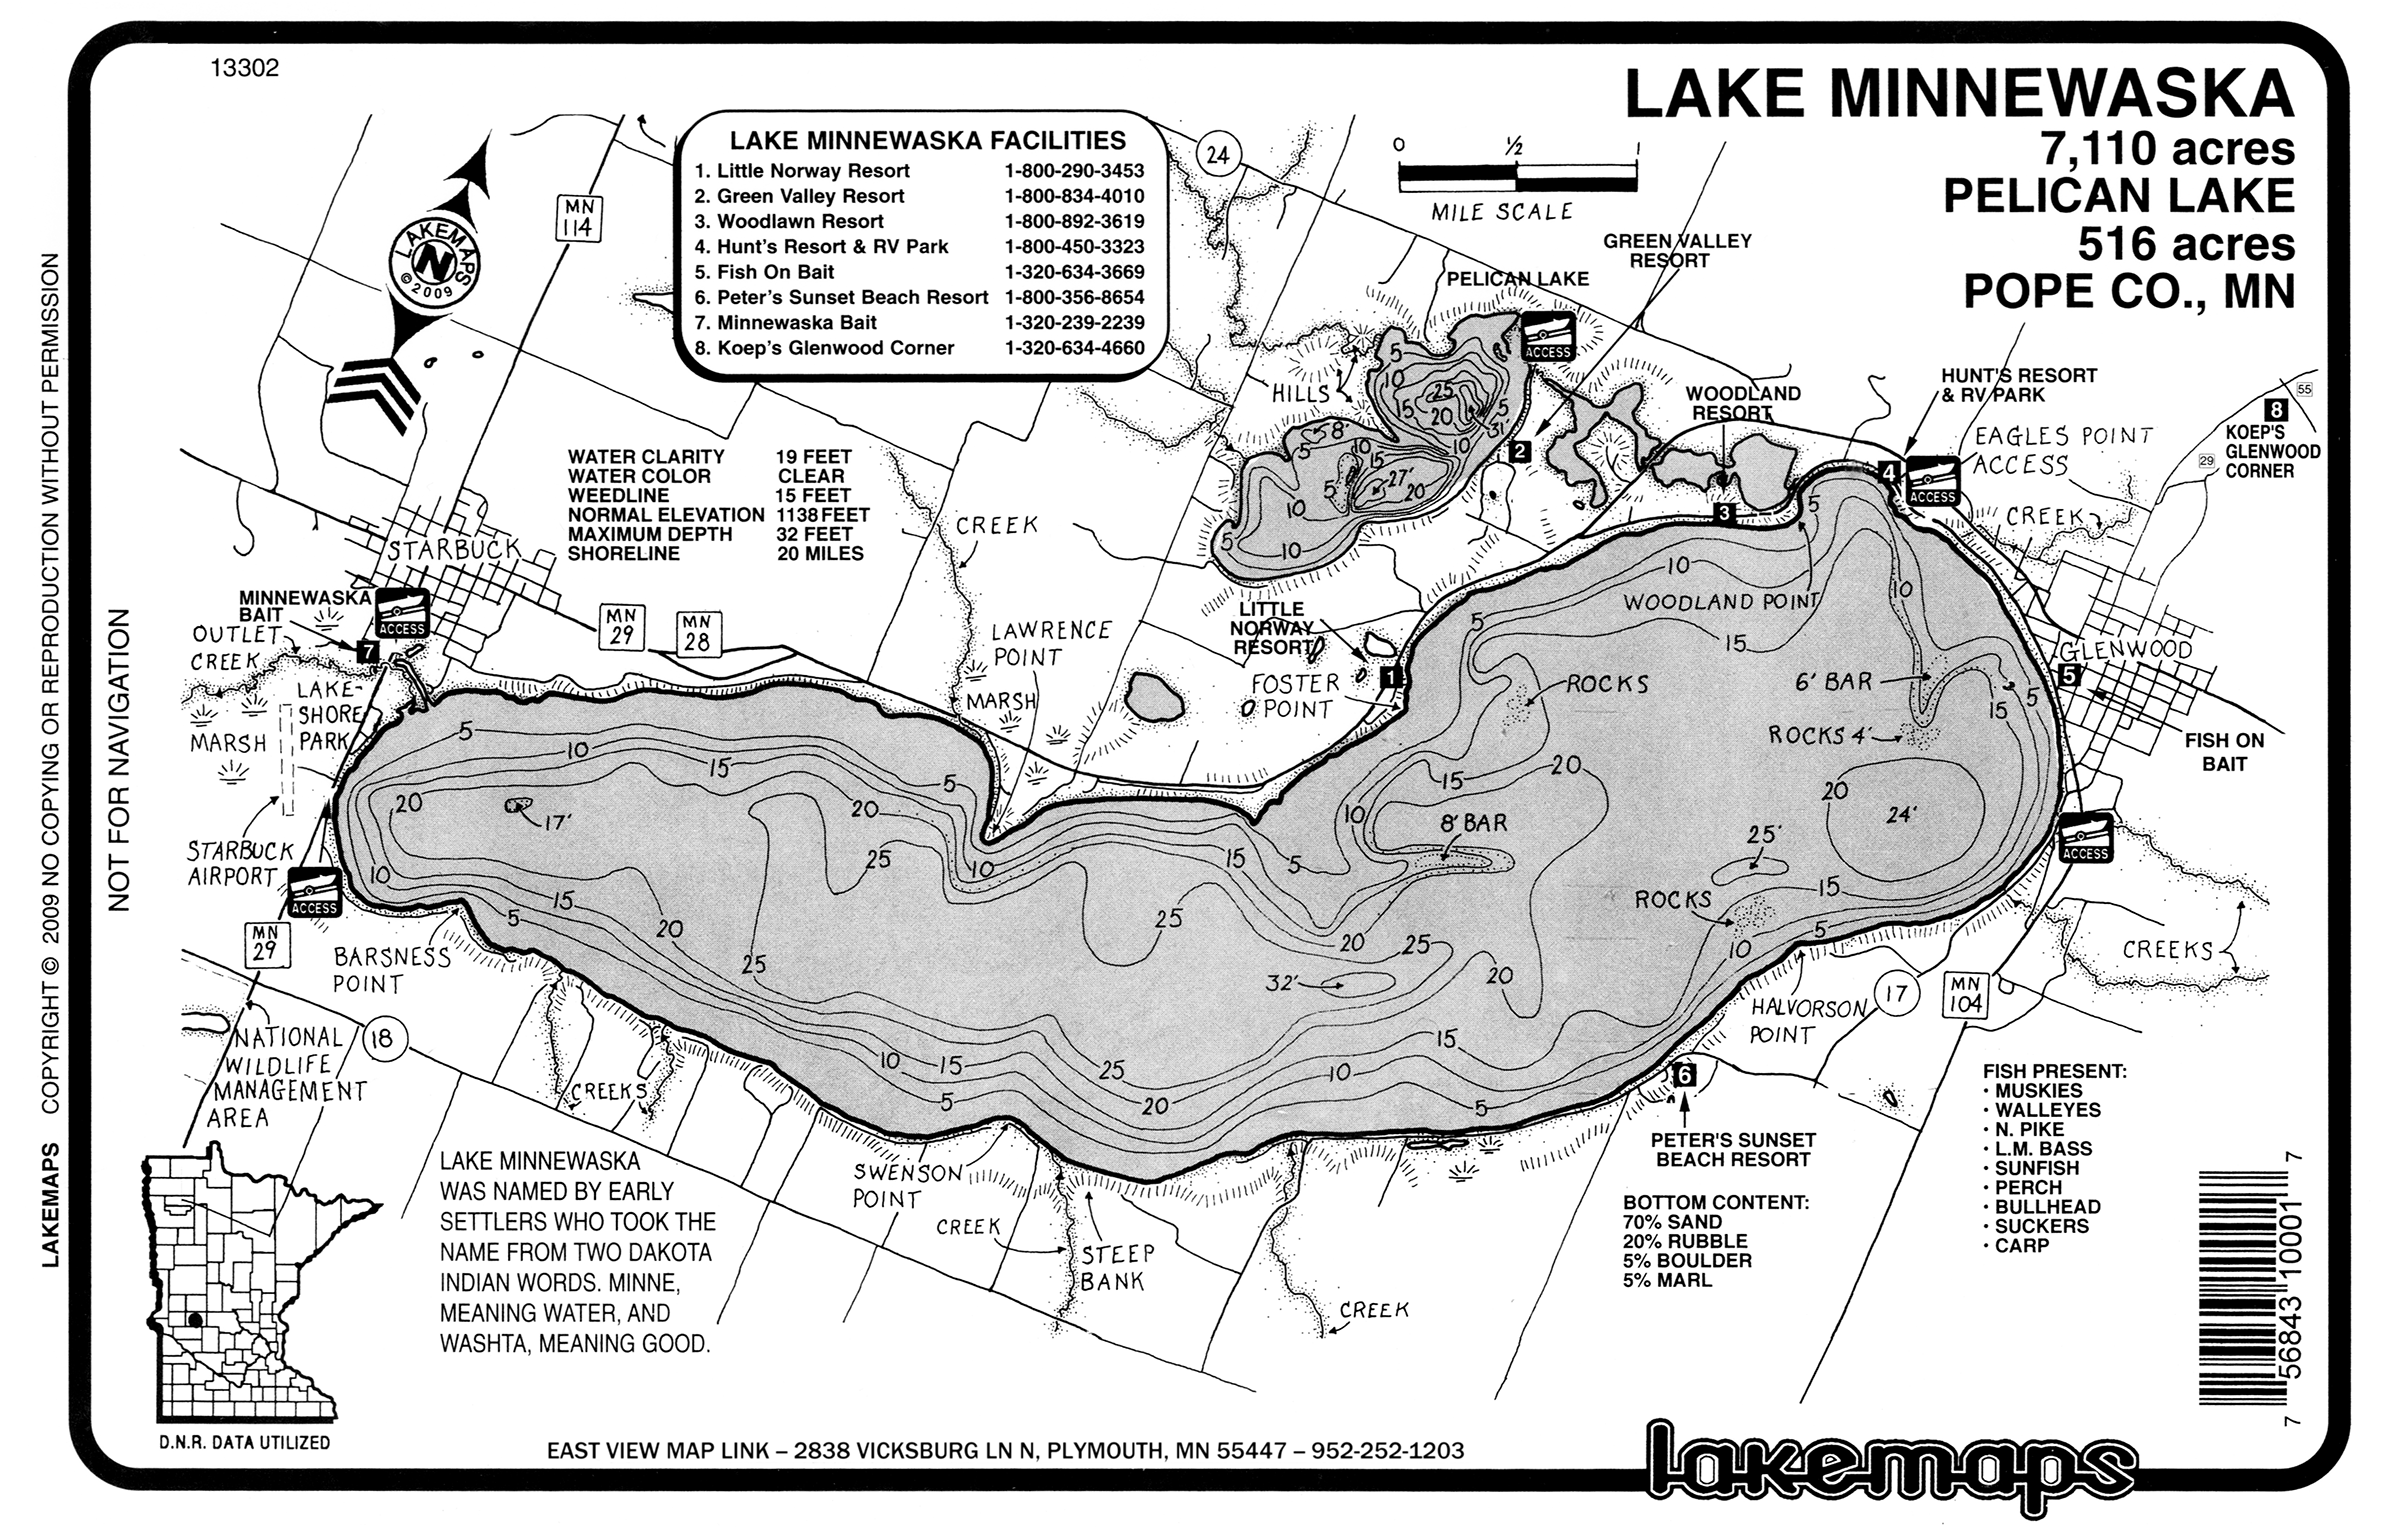 13302
LAKE MINNEWASKA
7,110 acres
PELICAN LAKE
516 acres
POPE CO., MN
LAKE MINNEWASKA FACILITIES
1. Little Norway Resort 1-800-290-3453
2. Green Valley Resort 1-800-834-4010
3. Woodlawn Resort 1-800-892-3619
4. Hunt's Resort & RV Park 1-800-450-3323
5. Fish On Bait 1-320-634-3669
6. Peter's Sunset Beach Resort 1-800-356-8654
7. Minnewaska Bait 1-320-239-2239
8. Koep's Glenwood Corner 1-320-634-4660
0 ½ 1
MILE SCALE
24
MN
114
LAKEMAPS
N
© 2009
GREEN VALLEY
RESORT
PELICAN LAKE
ACCESS
HILLS
5
10
25
15
20
5
31'
8'
5
10
10
15
27'
5
20
10
5
10
2
WOODLAND
RESORT
3
HUNT'S RESORT
& RV PARK
4
ACCESS
EAGLES POINT
ACCESS
55
8
KOEP'S
GLENWOOD
CORNER
29
CREEK
WATER CLARITY 19 FEET
WATER COLOR CLEAR
WEEDLINE 15 FEET
NORMAL ELEVATION 1138 FEET
MAXIMUM DEPTH 32 FEET
SHORELINE 20 MILES
CREEK
STARBUCK
MINNEWASKA
BAIT
ACCESS
OUTLET
CREEK
7
MN
29
MN
28
LAKE-
SHORE
PARK
MARSH
STARBUCK
AIRPORT
ACCESS
MN
29
LAWRENCE
POINT
MARSH
LITTLE
NORWAY
RESORT
1
FOSTER
POINT
WOODLAND POINT
5
10
10
5
15
ROCKS
6' BAR
ROCKS 4'
GLENWOOD
5
5
15
FISH ON
BAIT
ACCESS
5
10
15
20
17'
5
20
25
10
15
5
10
15
20
8' BAR
20
24'
25'
15
ROCKS
5
10
10
5
15
20
25
25
20
25
32'
20
BARSNESS
POINT
CREEKS
HALVORSON
POINT
17
MN
104
NATIONAL
WILDLIFE
MANAGEMENT
AREA
18
CREEKS
10
15
5
25
20
10
15
5
6
PETER'S SUNSET
BEACH RESORT
SWENSON
POINT
CREEK
STEEP
BANK
CREEK
LAKE MINNEWASKA
WAS NAMED BY EARLY
SETTLERS WHO TOOK THE
NAME FROM TWO DAKOTA
INDIAN WORDS. MINNE,
MEANING WATER, AND
WASHTA, MEANING GOOD.
BOTTOM CONTENT:
70% SAND
20% RUBBLE
5% BOULDER
5% MARL
FISH PRESENT:
· MUSKIES
· WALLEYES
· N. PIKE
· L.M. BASS
· SUNFISH
· PERCH
· BULLHEAD
· SUCKERS
· CARP
7 56843 10001 7
D.N.R. DATA UTILIZED
EAST VIEW MAP LINK – 2838 VICKSBURG LN N, PLYMOUTH, MN 55447 – 952-252-1203
lakemaps
LAKEMAPS COPYRIGHT © 2009 NO COPYING OR REPRODUCTION WITHOUT PERMISSION
NOT FOR NAVIGATION